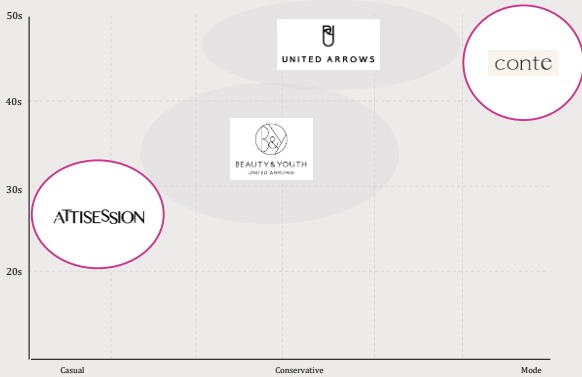 50s
UNITED ARROWS
conte
40s
B&Y
BEAUTY & YOUTH
UNITED ARROWS
30s
ATTISESSION
20s
Casual
Conservative
Mode